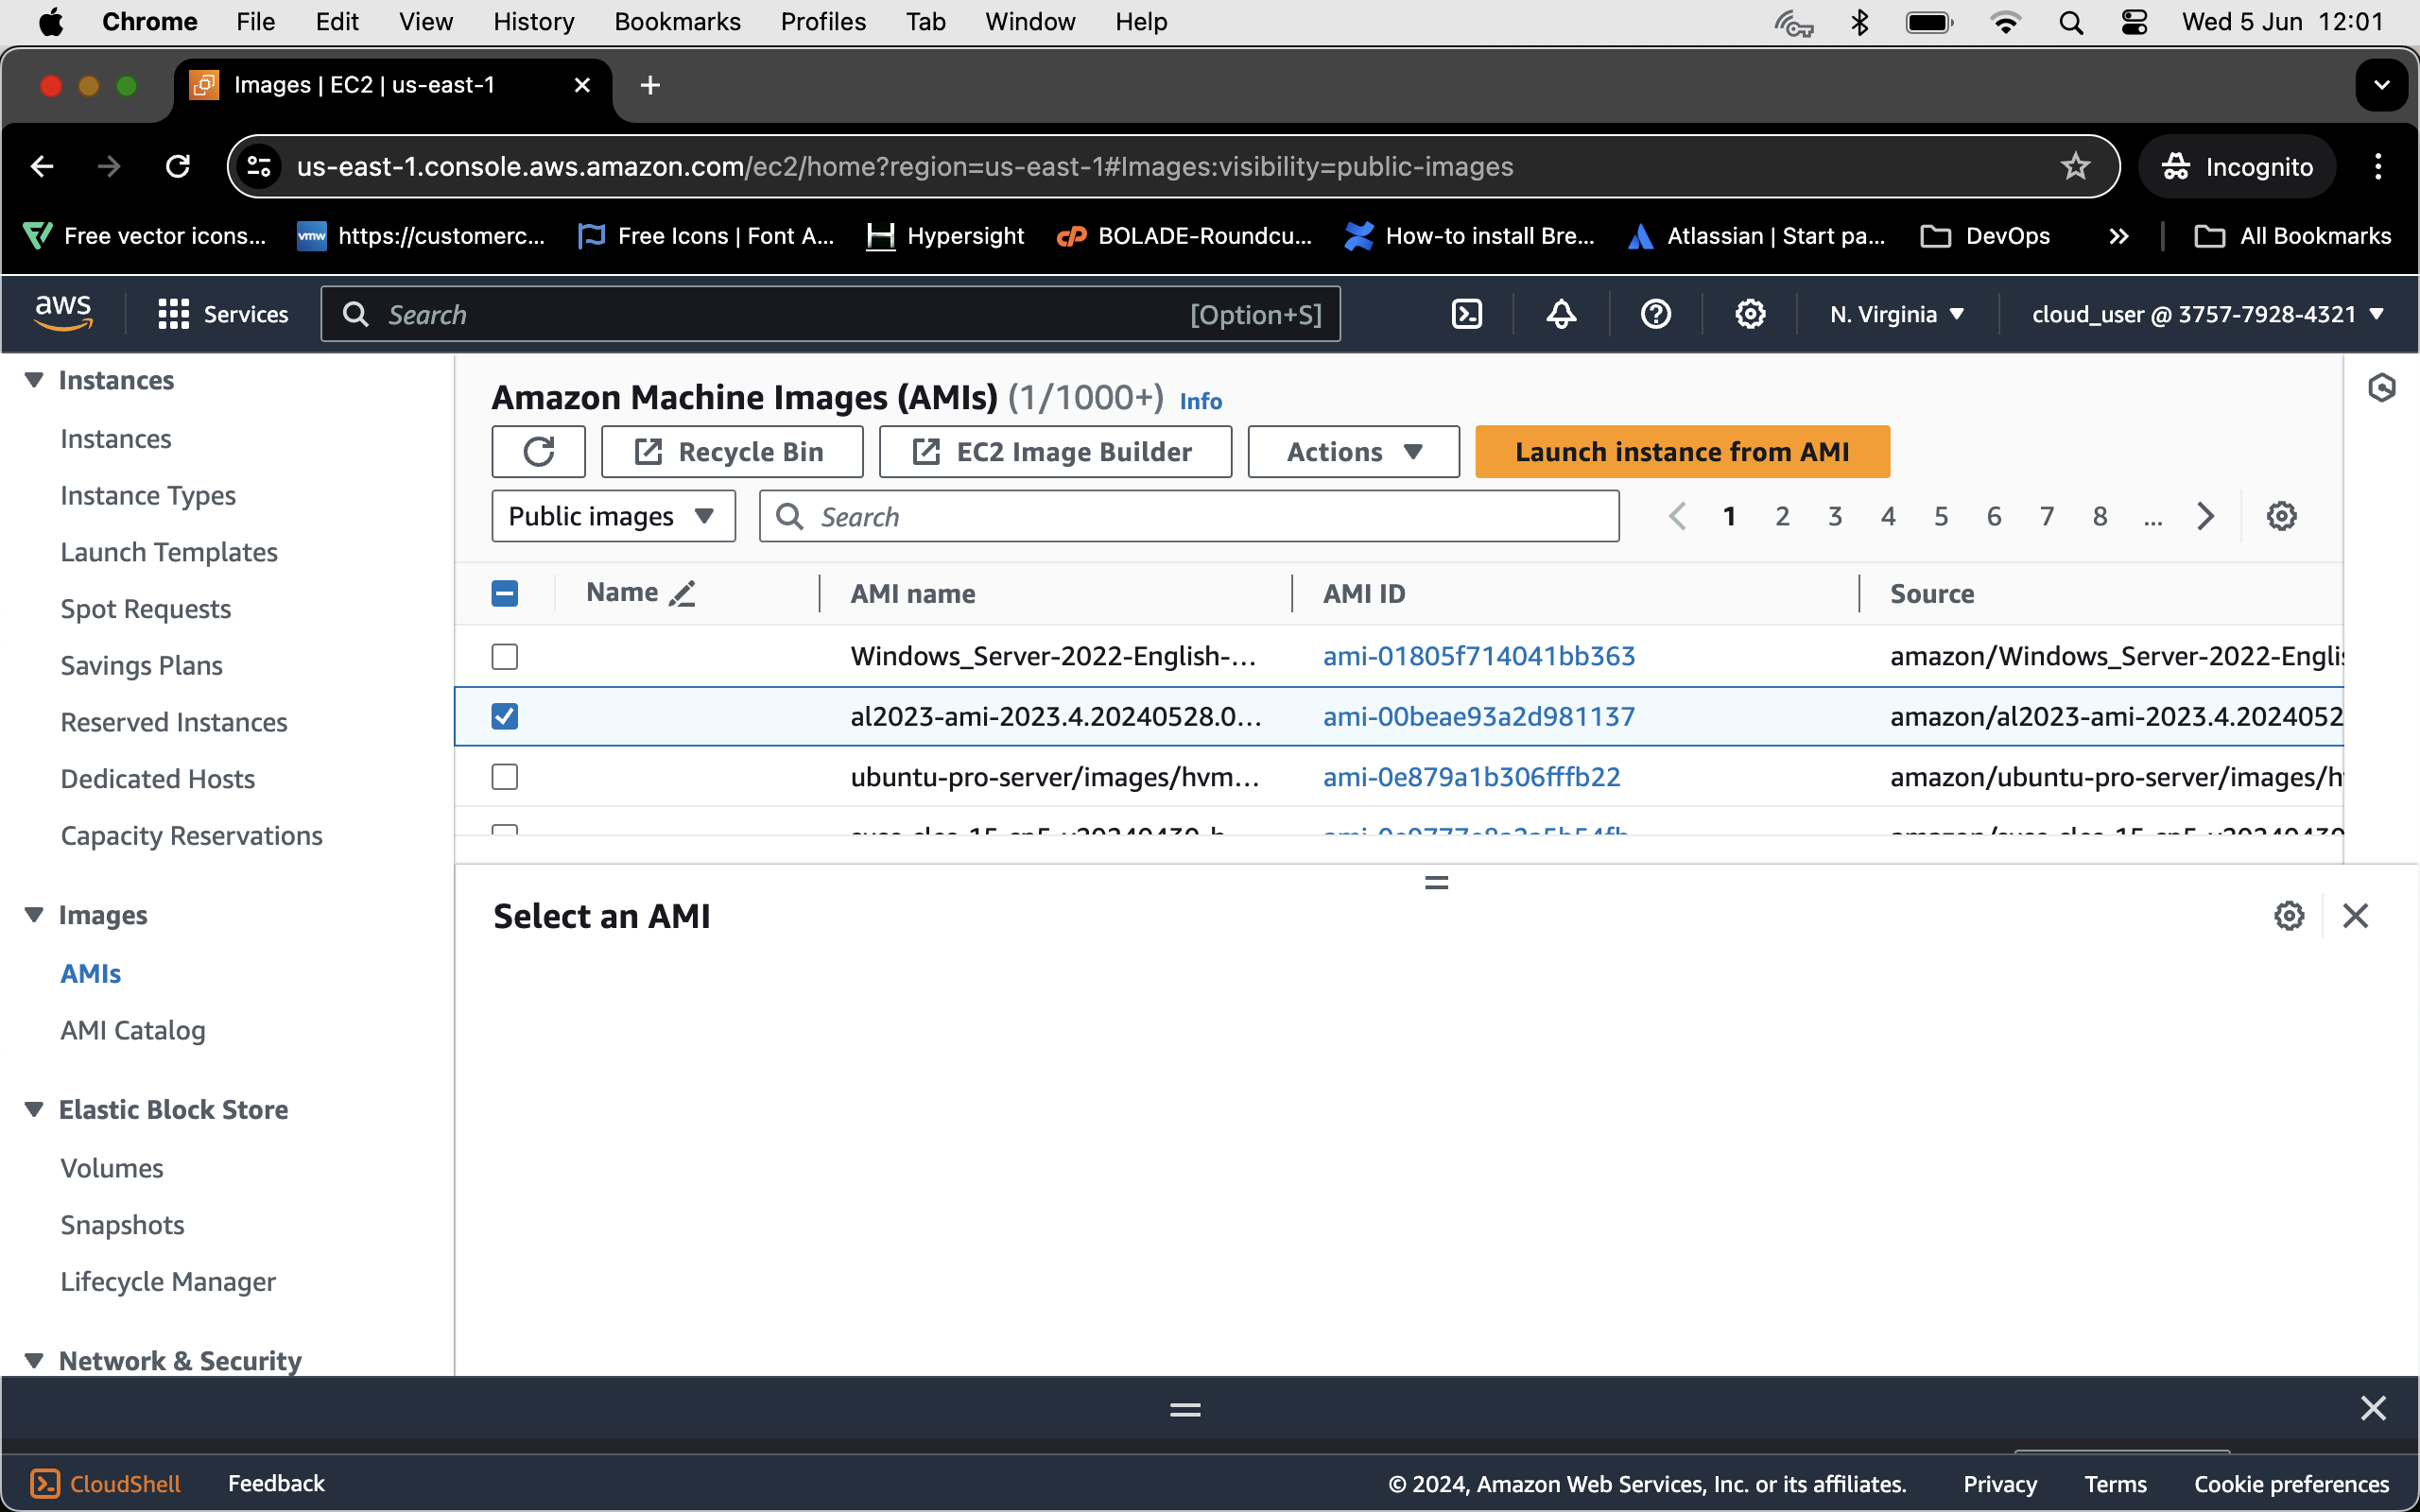 Chrome File Edit View History Bookmarks Profiles Tab Window Help Wed 5 Jun 12:01
Images | EC2 | us-east-1
us-east-1.console.aws.amazon.com/ec2/home?region=us-east-1#Images:visibility=public-images Incognito
Free vector icons... vmw https://customerc... Free Icons | Font A... Hypersight BOLADE-Roundcu... How-to install Bre... Atlassian | Start pa... DevOps All Bookmarks
aws Services Search [Option+S] N. Virginia cloud_user @ 3757-7928-4321
Instances
Instances
Instance Types
Launch Templates
Spot Requests
Savings Plans
Reserved Instances
Dedicated Hosts
Capacity Reservations
Images
AMIs
AMI Catalog
Elastic Block Store
Volumes
Snapshots
Lifecycle Manager
Network & Security
Amazon Machine Images (AMIs) (1/1000+) Info
Recycle Bin EC2 Image Builder Actions Launch instance from AMI
Public images Search 1 2 3 4 5 6 7 8 ...
Name AMI name AMI ID Source
Windows_Server-2022-English-... ami-01805f714041bb363 amazon/Windows_Server-2022-Englis
al2023-ami-2023.4.20240528.0... ami-00beae93a2d981137 amazon/al2023-ami-2023.4.2024052
ubuntu-pro-server/images/hvm... ami-0e879a1b306fffb22 amazon/ubuntu-pro-server/images/h
Select an AMI
CloudShell Feedback © 2024, Amazon Web Services, Inc. or its affiliates. Privacy Terms Cookie preferences